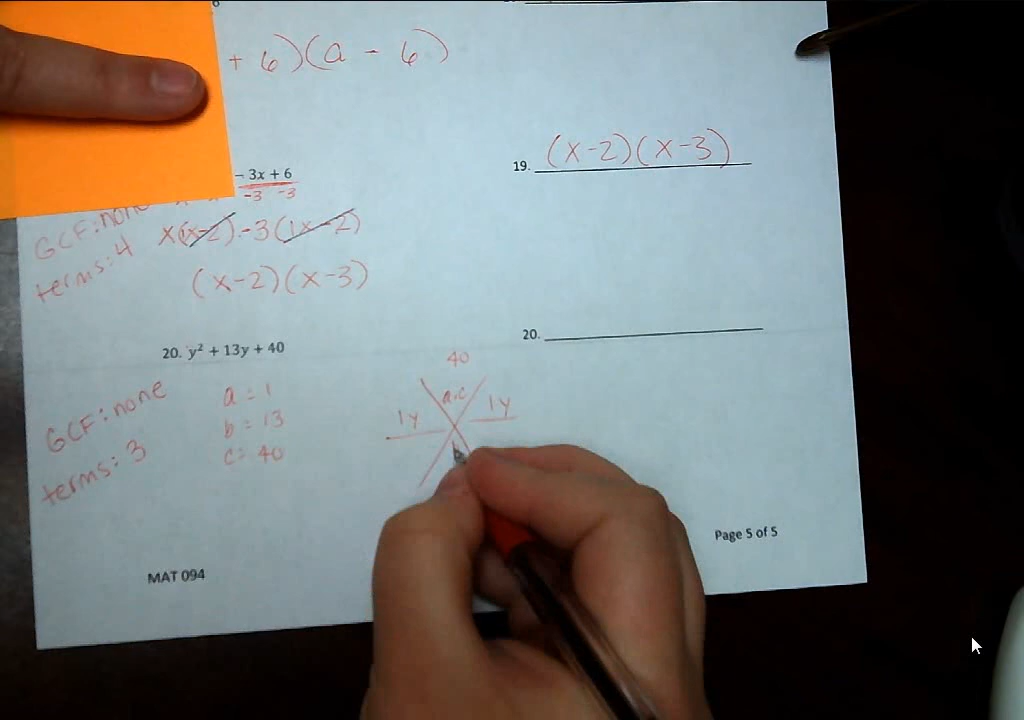 + 6)(a - 6)
19. (x-2)(x-3)
- 3x + 6
-3 -3
GCF: none
terms: 4
x(x-2)-3(1x-2)
(x-2)(x-3)
20. y² + 13y + 40
20.
GCF: none
terms: 3
a = 1
b = 13
c = 40
40
a·c
1y 1y
b
MAT 094
Page 5 of 5